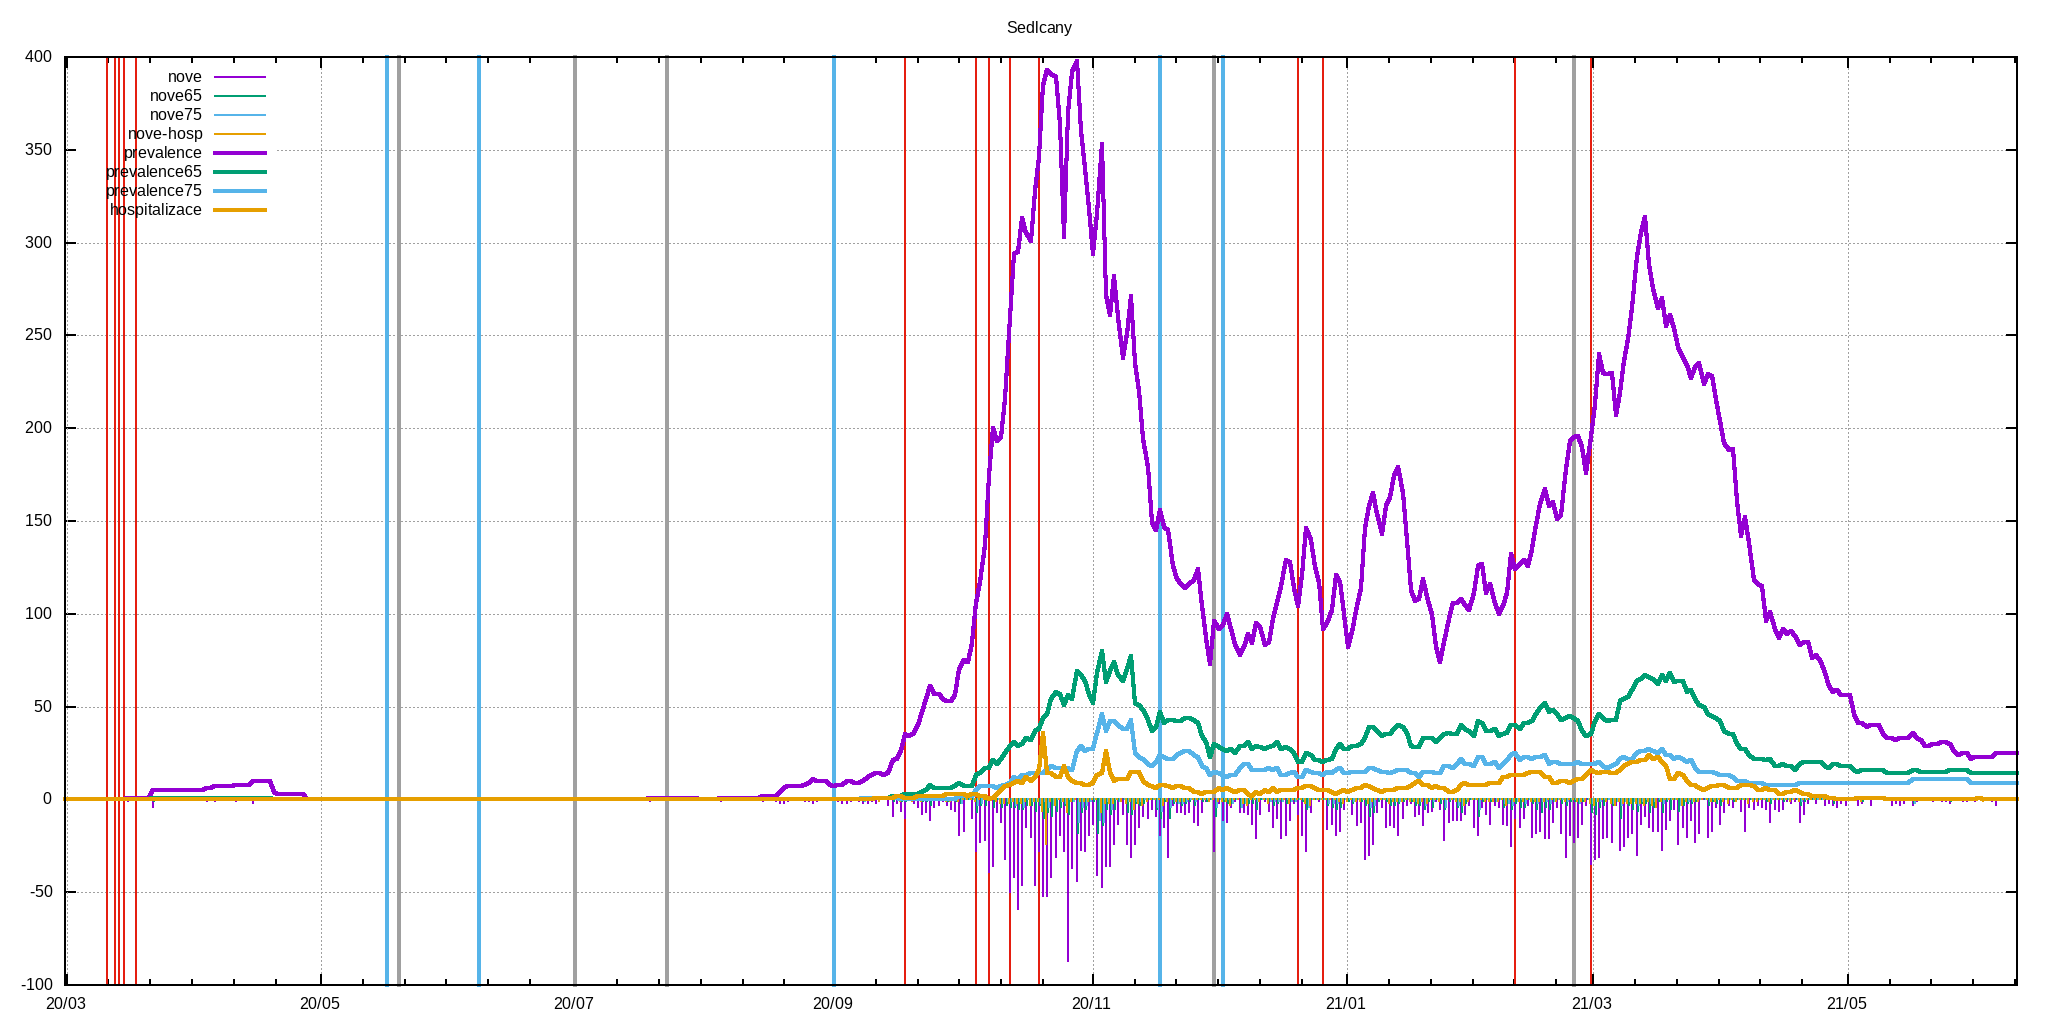 Sedlcany
400
350
300
250
200
150
100
50
0
-50
-100
nove
nove65
nove75
nove-hosp
prevalence
prevalence65
prevalence75
hospitalizace
20/03
20/05
20/07
20/09
20/11
21/01
21/03
21/05